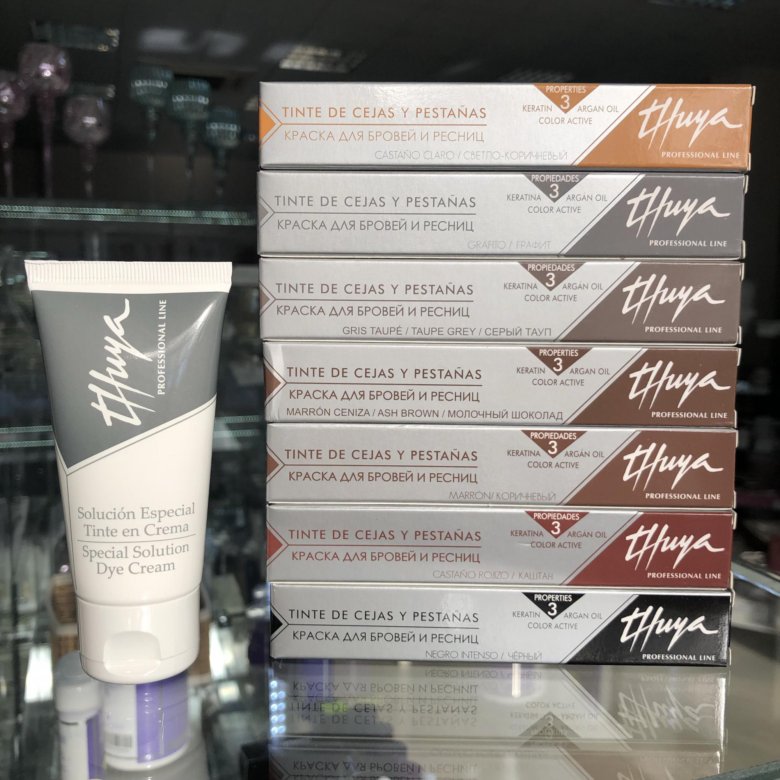 thuya
PROFESSIONAL LINE
Solución Especial
Tinte en Crema
Special Solution
Dye Cream
TINTE DE CEJAS Y PESTAÑAS
КРАСКА ДЛЯ БРОВЕЙ И РЕСНИЦ
CASTAÑO CLARO / СВЕТЛО-КОРИЧНЕВЫЙ
PROPERTIES
KERATIN 3 ARGAN OIL
COLOR ACTIVE
thuya
PROFESSIONAL LINE
TINTE DE CEJAS Y PESTAÑAS
КРАСКА ДЛЯ БРОВЕЙ И РЕСНИЦ
GRAFITO / ГРАФИТ
PROPIEDADES
KERATINA 3 ARGAN OIL
COLOR ACTIVE
thuya
PROFESSIONAL LINE
TINTE DE CEJAS Y PESTAÑAS
КРАСКА ДЛЯ БРОВЕЙ И РЕСНИЦ
GRIS TAUPÉ / TAUPE GREY / СЕРЫЙ ТАУП
PROPIEDADES
KERATINA 3 ARGAN OIL
COLOR ACTIVE
thuya
PROFESSIONAL LINE
TINTE DE CEJAS Y PESTAÑAS
КРАСКА ДЛЯ БРОВЕЙ И РЕСНИЦ
MARRÓN CENIZA / ASH BROWN / МОЛОЧНЫЙ ШОКОЛАД
PROPERTIES
KERATIN 3 ARGAN OIL
COLOR ACTIVE
thuya
PROFESSIONAL LINE
TINTE DE CEJAS Y PESTAÑAS
КРАСКА ДЛЯ БРОВЕЙ И РЕСНИЦ
MARRON/ КОРИЧНЕВЫЙ
PROPIEDADES
KERATINA 3 ARGAN OIL
COLOR ACTIVE
thuya
PROFESSIONAL LINE
TINTE DE CEJAS Y PESTAÑAS
КРАСКА ДЛЯ БРОВЕЙ И РЕСНИЦ
CASTAÑO ROJIZO / КАШТАН
PROPIEDADES
KERATINA 3 ARGAN OIL
COLOR ACTIVE
thuya
PROFESSIONAL LINE
TINTE DE CEJAS Y PESTAÑAS
КРАСКА ДЛЯ БРОВЕЙ И РЕСНИЦ
NEGRO INTENSO / ЧЁРНЫЙ
PROPERTIES
KERATIN 3 ARGAN OIL
COLOR ACTIVE
thuya
PROFESSIONAL LINE